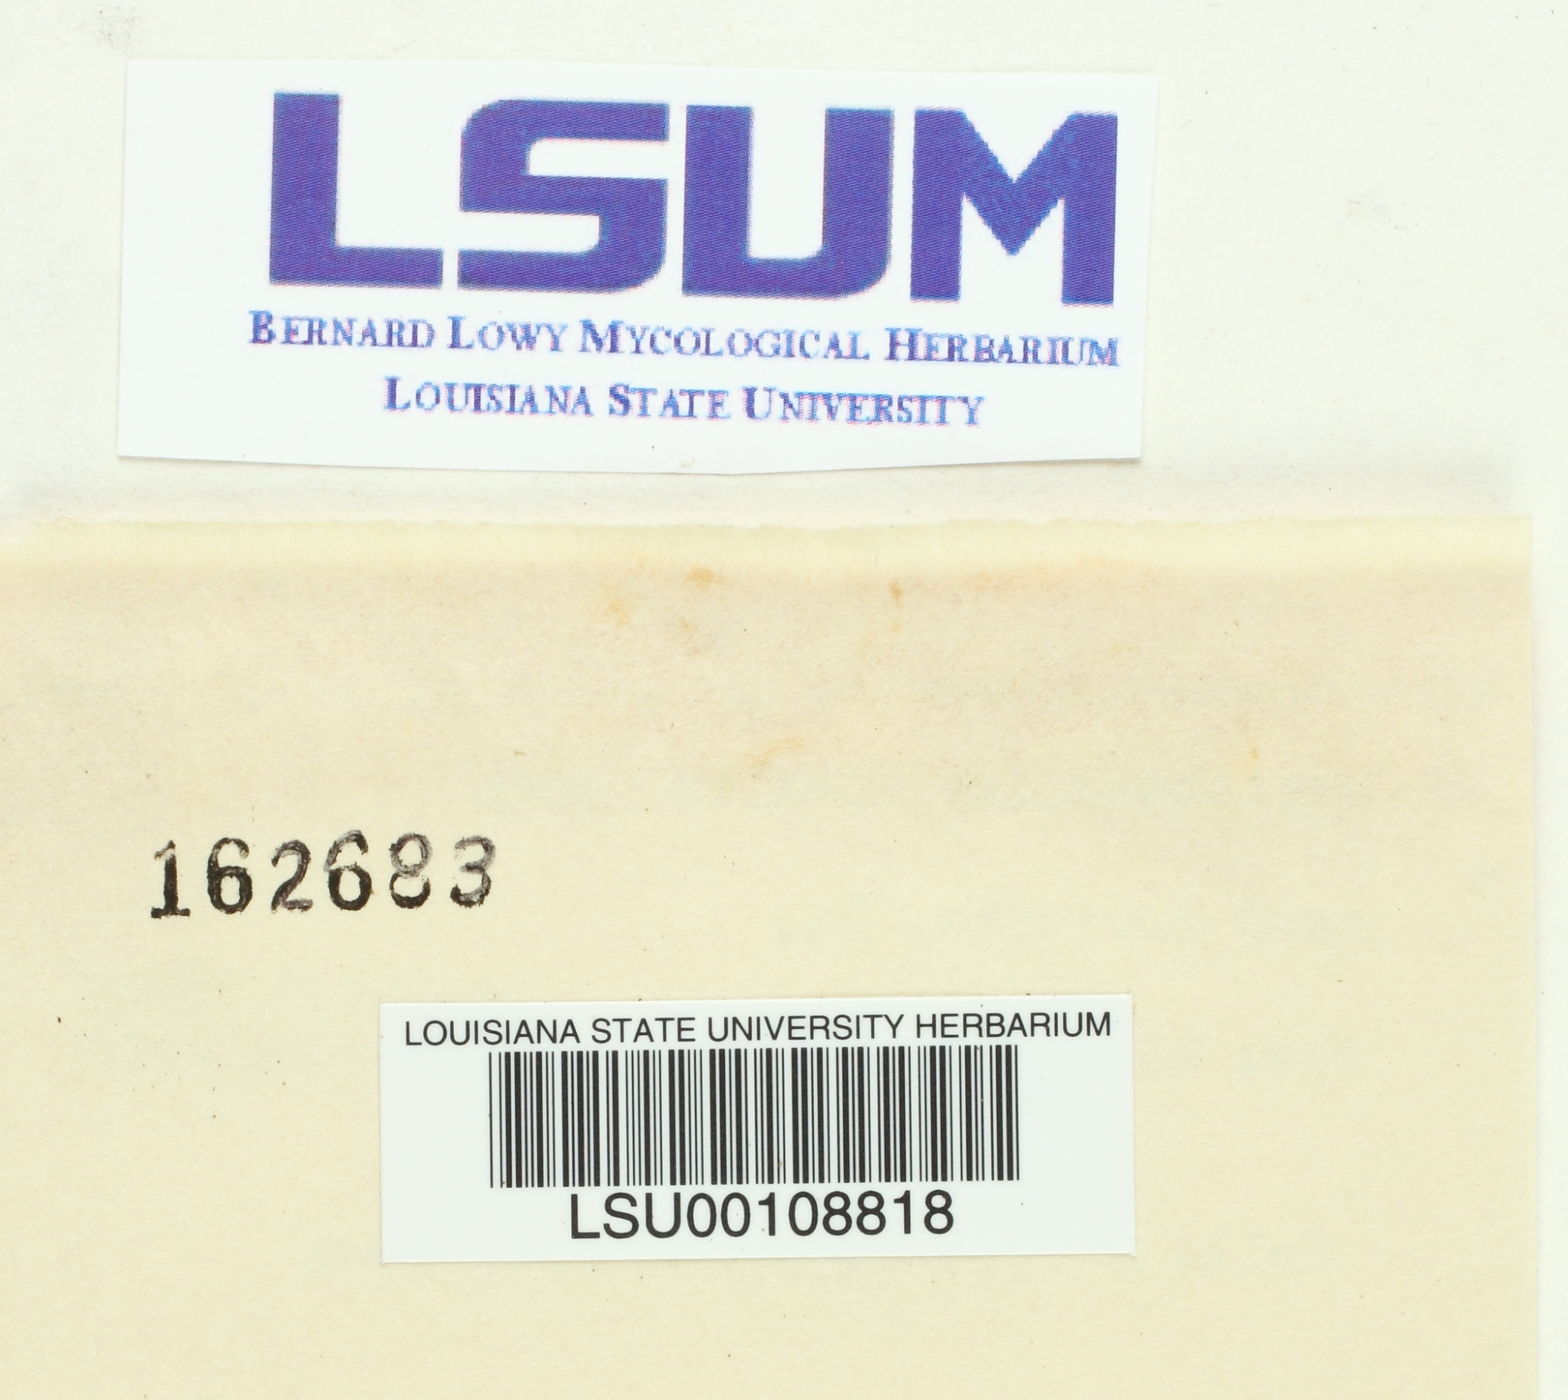 LSUM
BERNARD LOWY MYCOLOGICAL HERBARIUM
LOUISIANA STATE UNIVERSITY
162683
LOUISIANA STATE UNIVERSITY HERBARIUM
LSU00108818